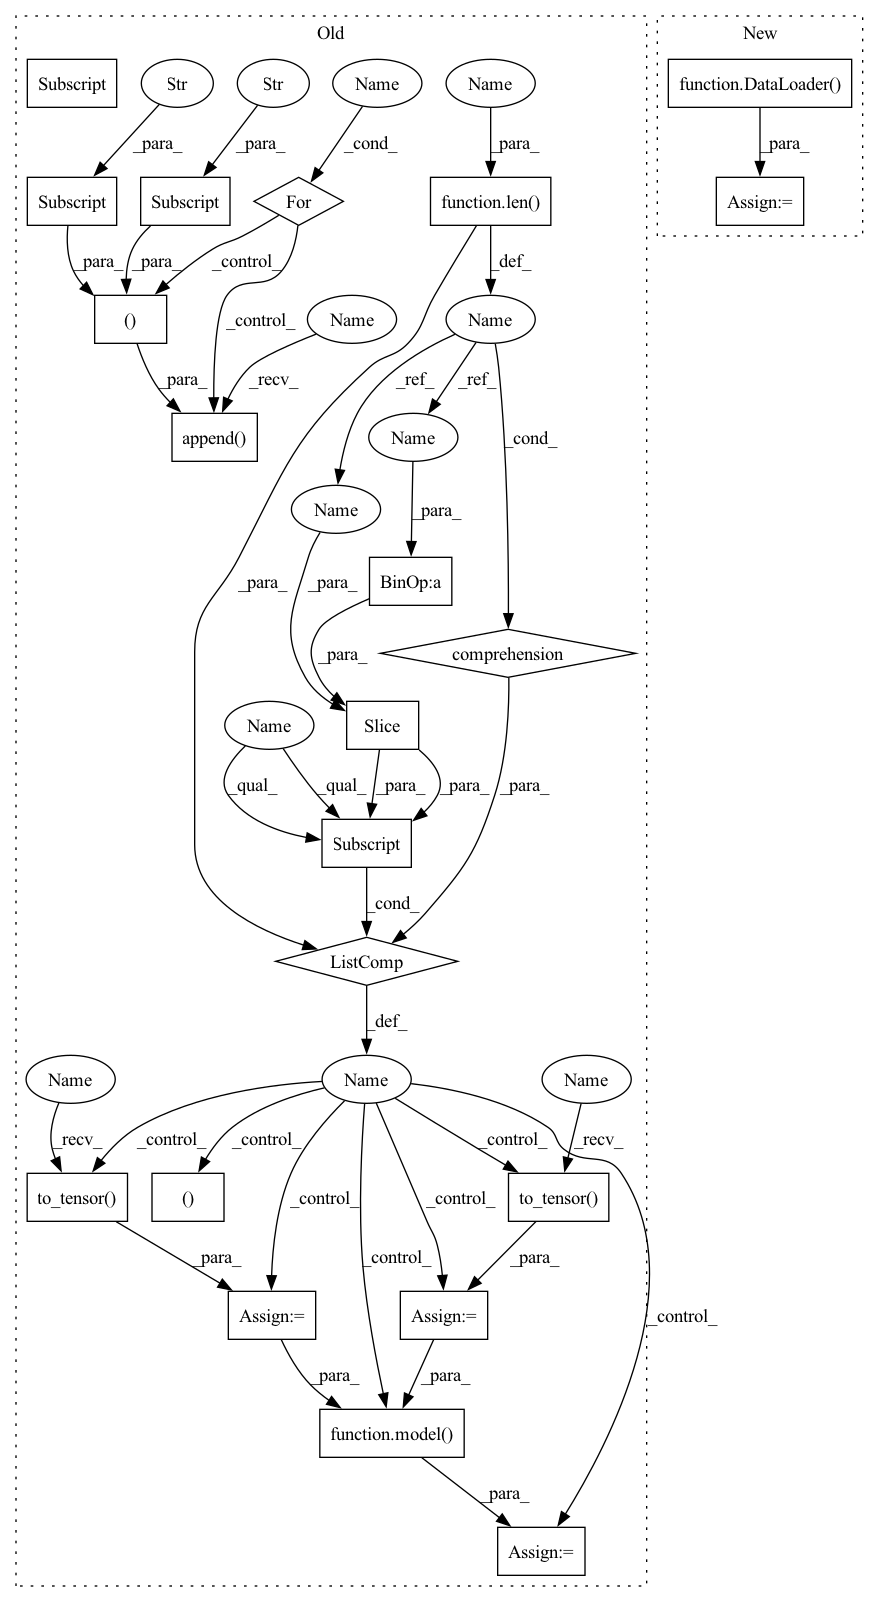 Old
New
Subscript
Str
Str
Name
Name
function.DataLoader()
_para_
_para_
_cond_
_para_
_para_
Subscript
Subscript
For
function.len()
Assign:=
_para_
_para_
_control_
_def_
()
_control_
Name
Name
_para_
_recv_
_ref_
_ref_
append()
Name
_cond_
Name
_para_
_para_
_para_
BinOp:a
_para_
comprehension
Name
Slice
_qual_
_qual_
_para_
_para_
_para_
Subscript
_cond_
ListComp
_def_
Name
Name
Name
_recv_
_control_
_control_
_control_
_recv_
to_tensor()
()
_control_
_control_
to_tensor()
_para_
_control_
_para_
Assign:=
Assign:=
_control_
_para_
_para_
function.model()
_para_
Assign:=